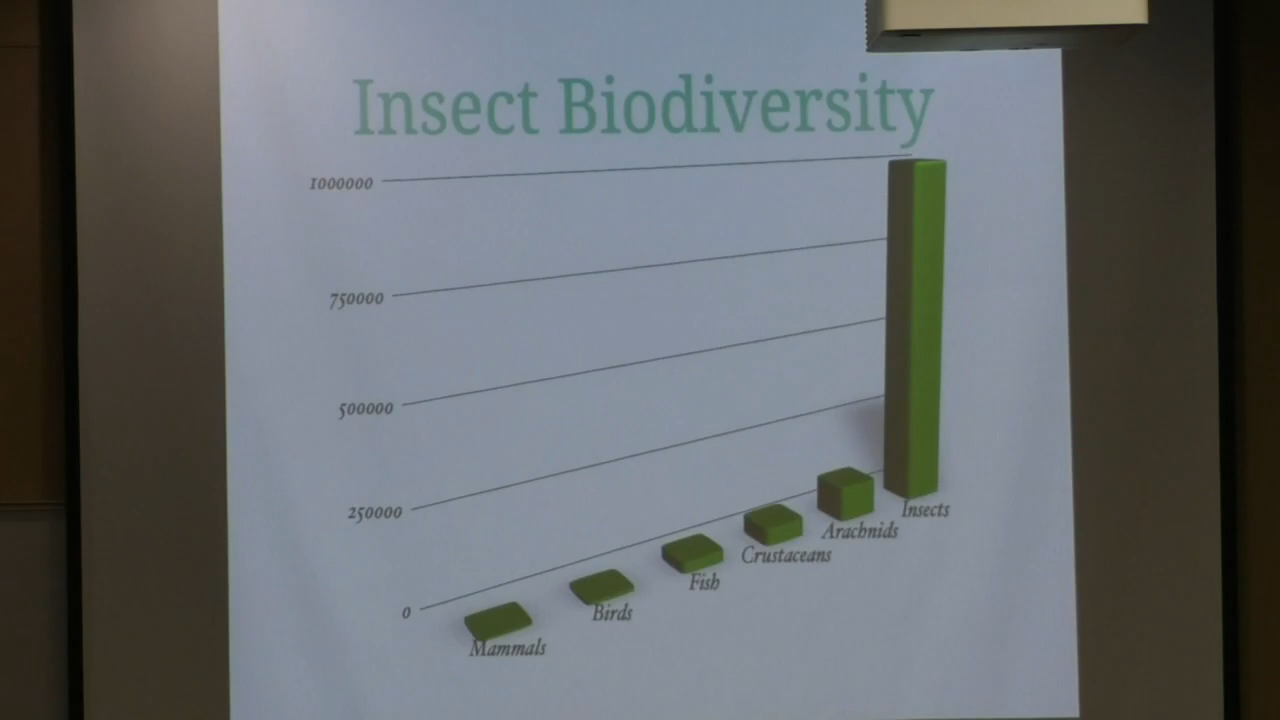 Insect Biodiversity
1000000
750000
500000
250000
0
Mammals
Birds
Fish
Crustaceans
Arachnids
Insects